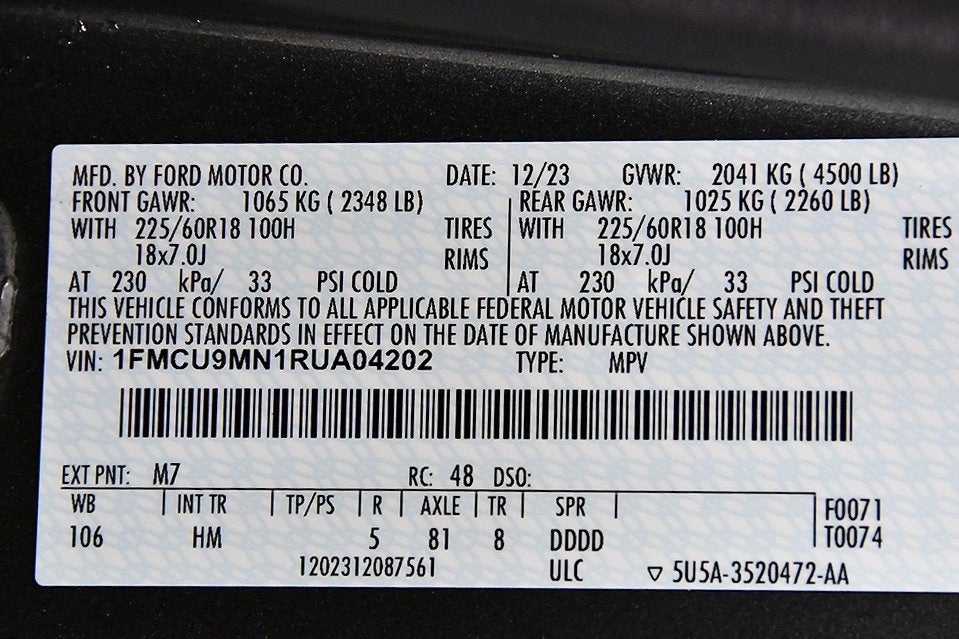 MFD. BY FORD MOTOR CO. DATE: 12/23 GVWR: 2041 KG ( 4500 LB)
FRONT GAWR: 1065 KG ( 2348 LB) REAR GAWR: 1025 KG ( 2260 LB)
WITH 225/60R18 100H TIRES WITH 225/60R18 100H TIRES
18x7.0J RIMS 18x7.0J RIMS
AT 230 kPa/ 33 PSI COLD AT 230 kPa/ 33 PSI COLD
THIS VEHICLE CONFORMS TO ALL APPLICABLE FEDERAL MOTOR VEHICLE SAFETY AND THEFT
PREVENTION STANDARDS IN EFFECT ON THE DATE OF MANUFACTURE SHOWN ABOVE.
VIN: 1FMCU9MN1RUA04202 TYPE: MPV
EXT PNT: M7 RC: 48 DSO:
WB INT TR TP/PS R AXLE TR SPR F0071
106 HM 5 81 8 DDDD T0074
1202312087561 ULC ▽ 5U5A-3520472-AA